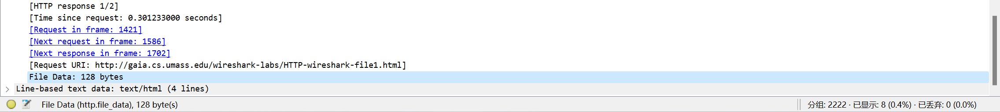 [HTTP response 1/2]
[Time since request: 0.301233000 seconds]
[Request in frame: 1421]
[Next request in frame: 1586]
[Next response in frame: 1702]
[Request URI: http://gaia.cs.umass.edu/wireshark-labs/HTTP-wireshark-file1.html]
File Data: 128 bytes
Line-based text data: text/html (4 lines)
File Data (http.file_data), 128 byte(s)
分组: 2222 · 已显示: 8 (0.4%) · 已丢弃: 0 (0.0%)